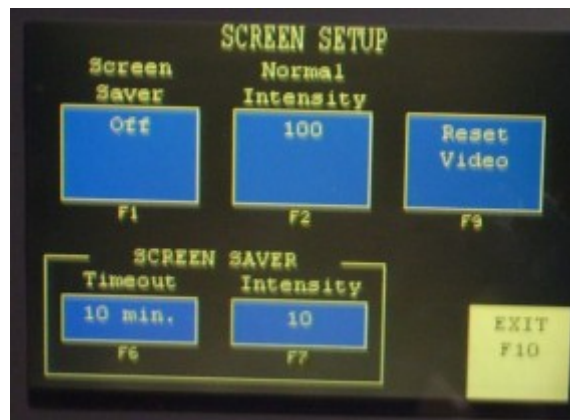 SCREEN SETUP
Screen
Saver
Off
F1
Normal
Intensity
100
F2
Reset
Video
F9
SCREEN SAVER
Timeout
10 min.
F6
Intensity
10
F7
EXIT
F10